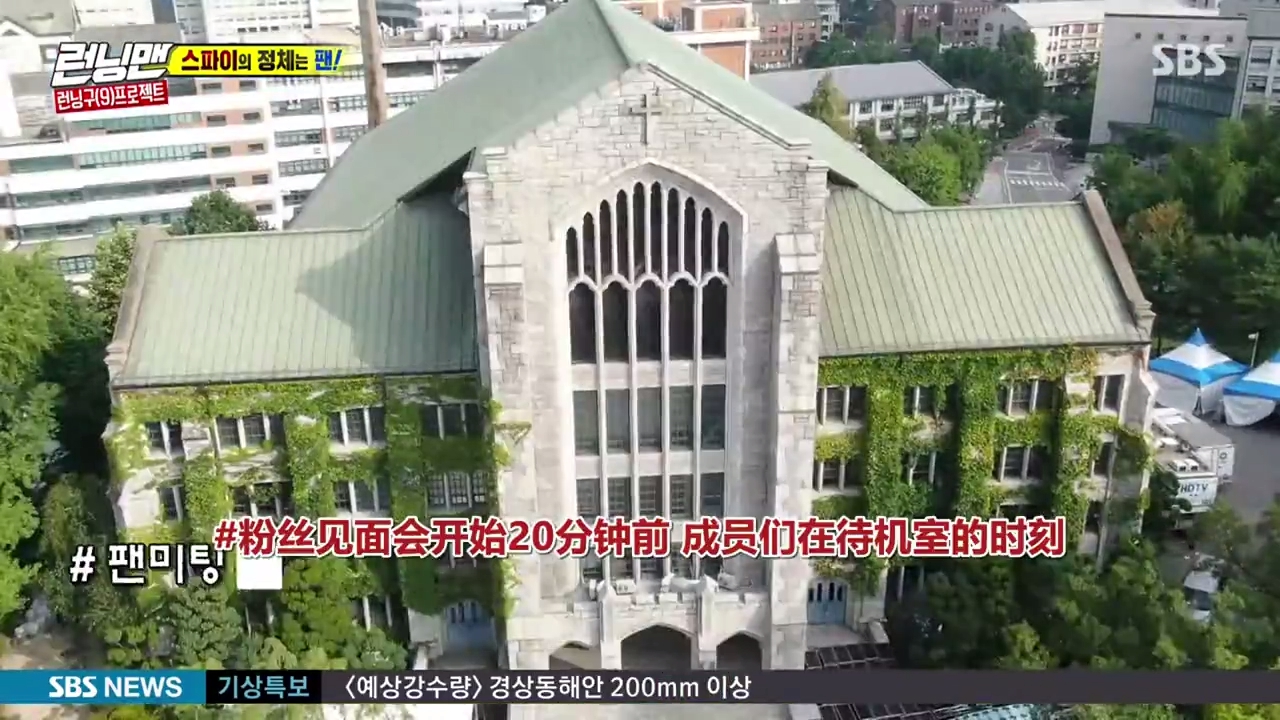 런닝맨
스파이의 정체는 팬!
런닝구(9)프로젝트
SBS
HDTV
#粉丝见面会开始20分钟前 成员们在待机室的时刻
# 팬미팅
SBS NEWS 기상특보 〈예상강수량〉 경상동해안 200mm 이상